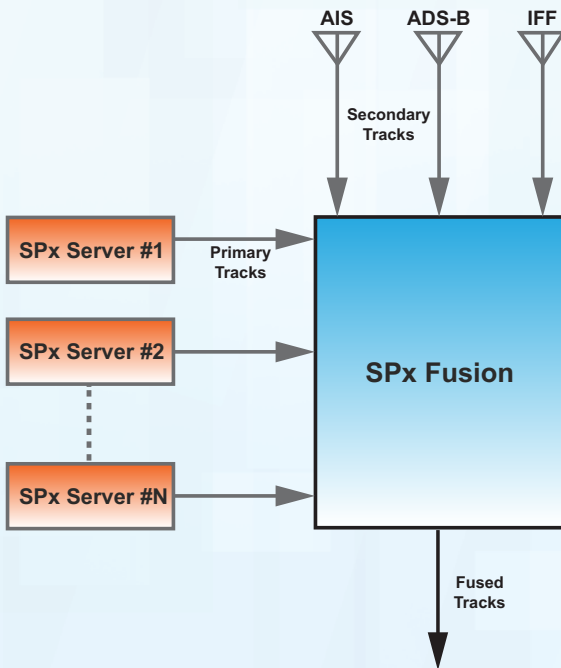 AIS
ADS-B
IFF
Secondary
Tracks
SPx Server #1
Primary
Tracks
SPx Server #2
SPx Fusion
SPx Server #N
Fused
Tracks